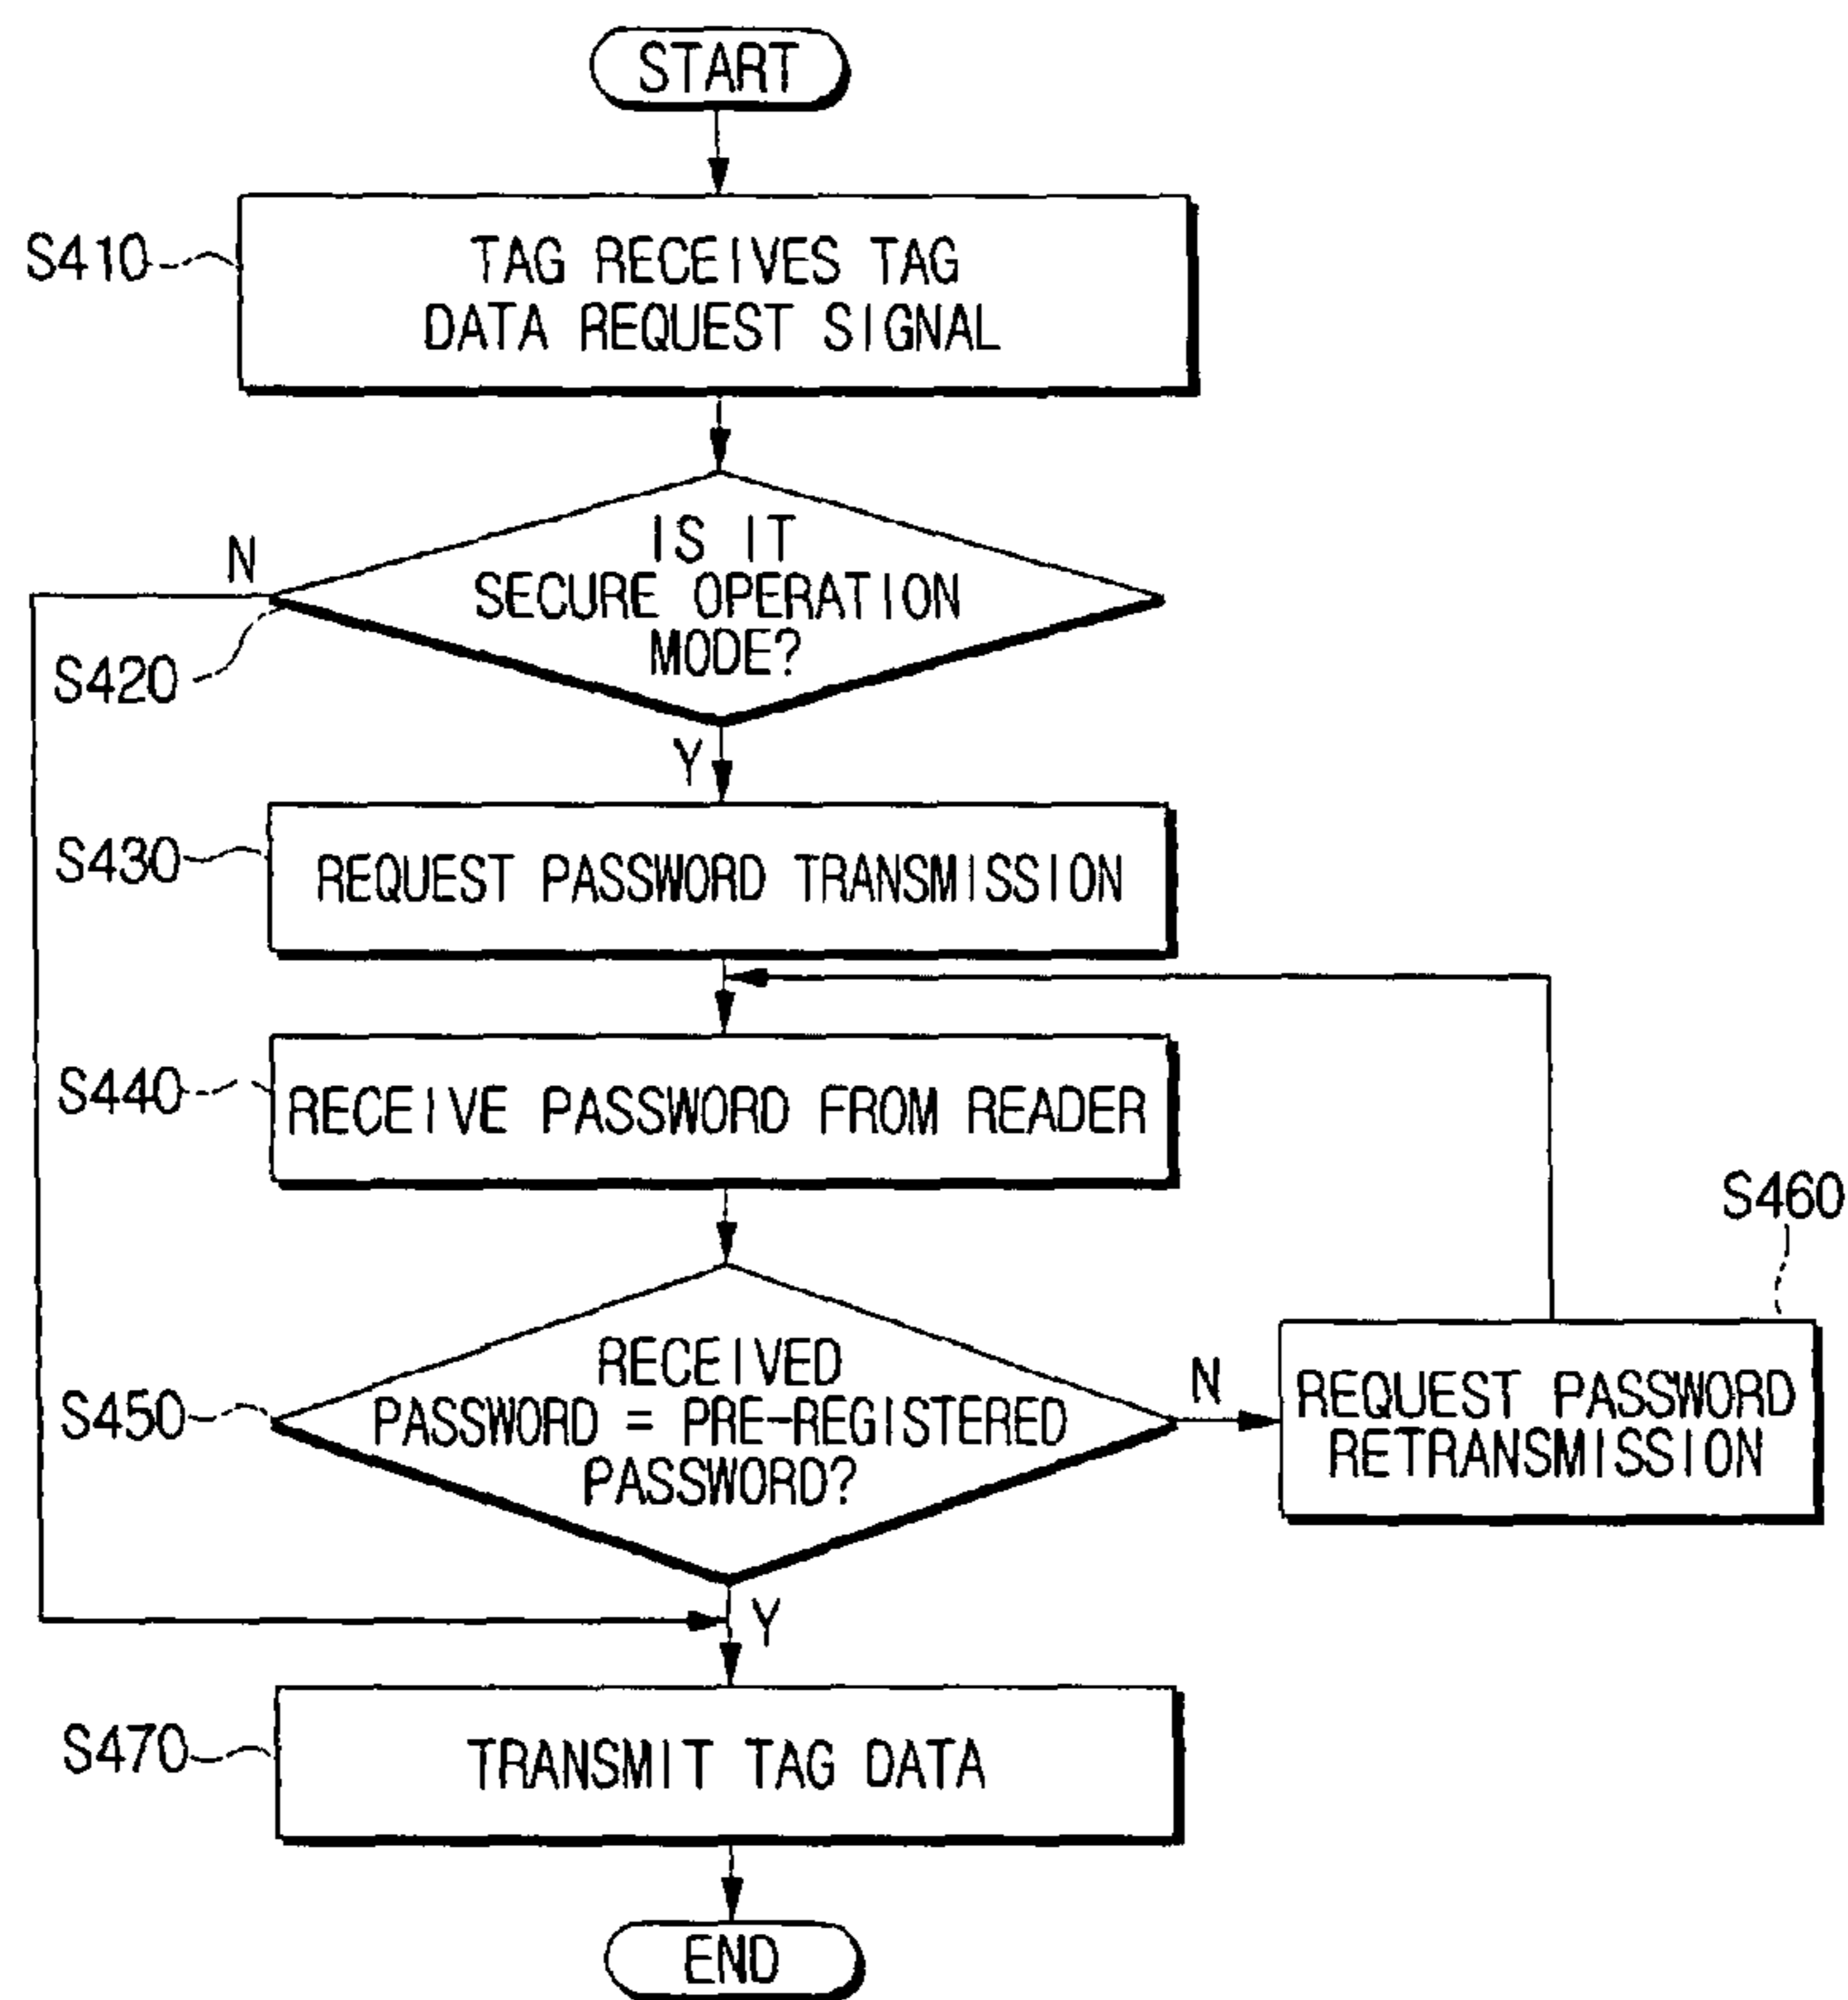 START
S410
TAG RECEIVES TAG
DATA REQUEST SIGNAL
N
IS IT
SECURE OPERATION
MODE?
S420
Y
S430
REQUEST PASSWORD TRANSMISSION
S440
RECEIVE PASSWORD FROM READER
S460
S450
RECEIVED
PASSWORD = PRE-REGISTERED
PASSWORD?
N
REQUEST PASSWORD
RETRANSMISSION
Y
S470
TRANSMIT TAG DATA
END